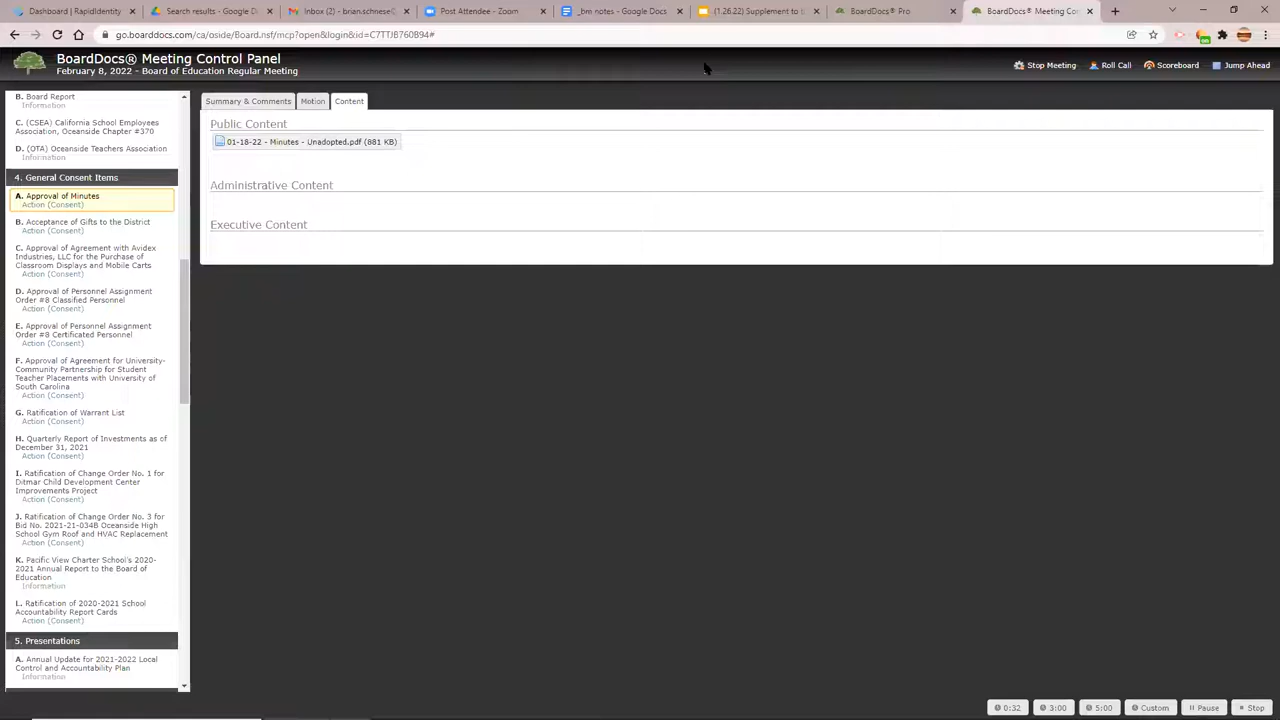 Dashboard | RapidIdentity
Search results - Google D
Inbox (2) - brian.schnese
Post Attendee - Zoom
_bre notes - Google Docs
(1.26.22) Supplement to
BoardDocs® Pro
BoardDocs® Meeting Con
go.boarddocs.com/ca/oside/Board.nsf/mcp?open&login&id=C7TTJB760B94#
BoardDocs® Meeting Control Panel
February 8, 2022 - Board of Education Regular Meeting
Stop Meeting
Roll Call
Scoreboard
Jump Ahead
B. Board Report
Information
C. (CSEA) California School Employees
Association, Oceanside Chapter #370
D. (OTA) Oceanside Teachers Association
Information
4. General Consent Items
A. Approval of Minutes
Action (Consent)
B. Acceptance of Gifts to the District
Action (Consent)
C. Approval of Agreement with Avidex
Industries, LLC for the Purchase of
Classroom Displays and Mobile Carts
Action (Consent)
D. Approval of Personnel Assignment
Order #8 Classified Personnel
Action (Consent)
E. Approval of Personnel Assignment
Order #8 Certificated Personnel
Action (Consent)
F. Approval of Agreement for University-
Community Partnership for Student
Teacher Placements with University of
South Carolina
Action (Consent)
G. Ratification of Warrant List
Action (Consent)
H. Quarterly Report of Investments as of
December 31, 2021
Action (Consent)
I. Ratification of Change Order No. 1 for
Ditmar Child Development Center
Improvements Project
Action (Consent)
J. Ratification of Change Order No. 3 for
Bid No. 2021-21-034B Oceanside High
School Gym Roof and HVAC Replacement
Action (Consent)
K. Pacific View Charter School's 2020-
2021 Annual Report to the Board of
Education
Information
L. Ratification of 2020-2021 School
Accountability Report Cards
Action (Consent)
5. Presentations
A. Annual Update for 2021-2022 Local
Control and Accountability Plan
Information
Summary & Comments
Motion
Content
Public Content
01-18-22 - Minutes - Unadopted.pdf (881 KB)
Administrative Content
Executive Content
0:32
3:00
5:00
Custom
Pause
Stop